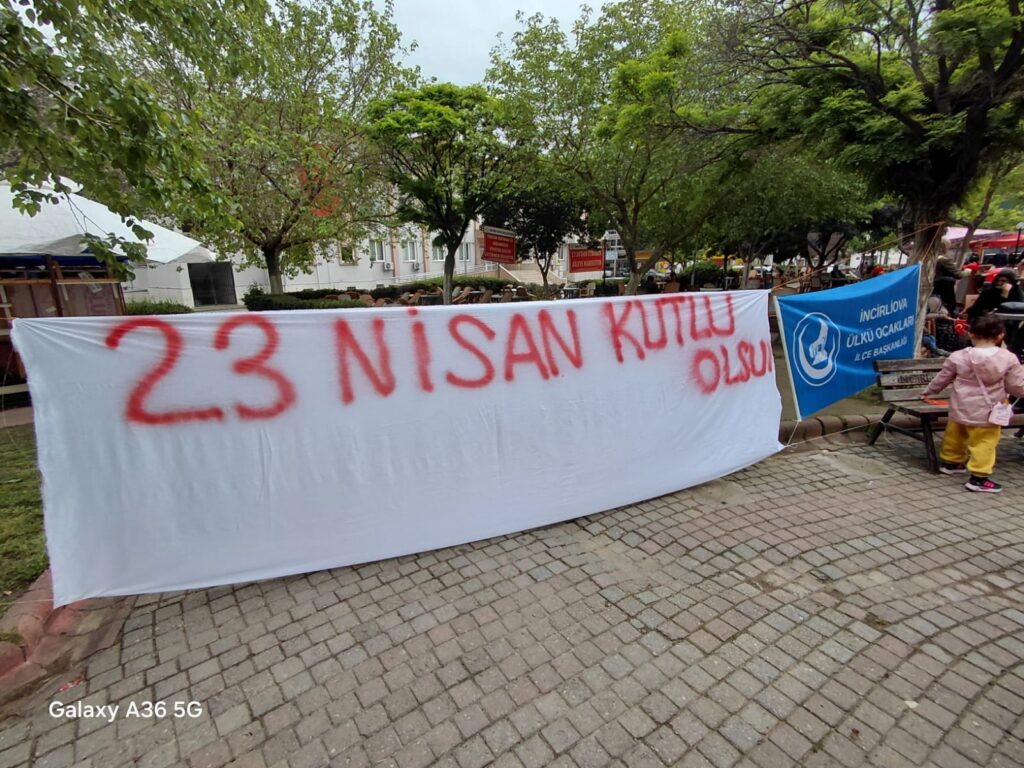 23 NİSAN KUTLU
OLSUN
İNCİRLİOVA
ÜLKÜ OCAKLARI
İLÇE BAŞKANLIĞI
Galaxy A36 5G